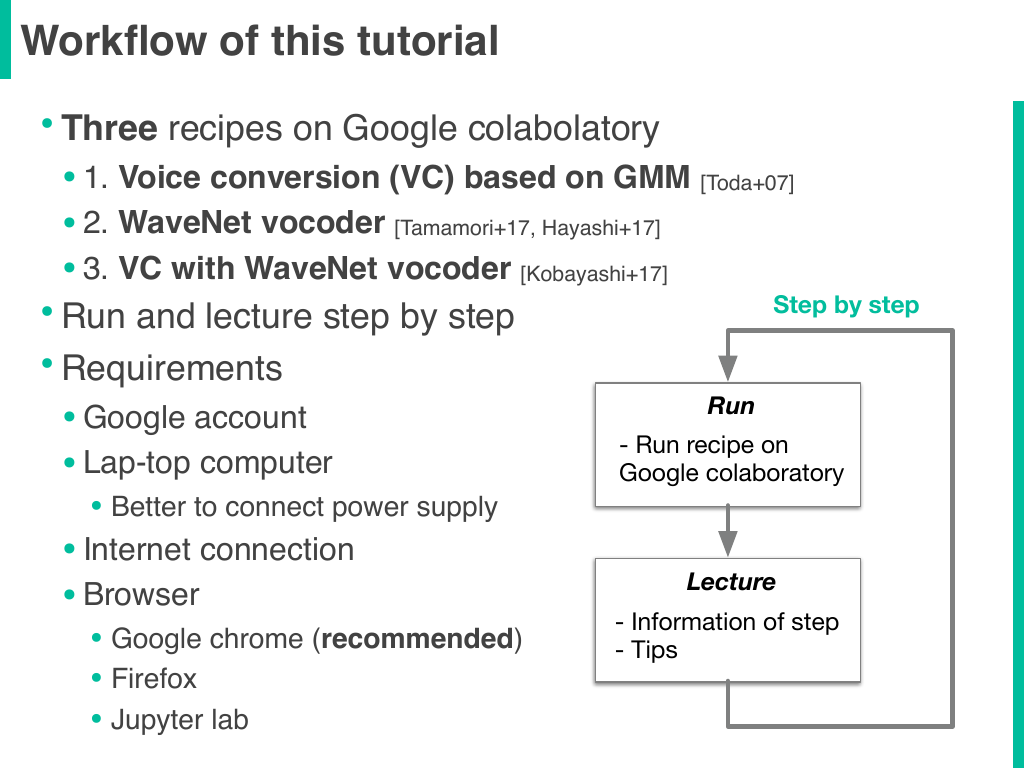 Workflow of this tutorial
• Three recipes on Google colabolatory
• 1. Voice conversion (VC) based on GMM [Toda+07]
• 2. WaveNet vocoder [Tamamori+17, Hayashi+17]
• 3. VC with WaveNet vocoder [Kobayashi+17]
• Run and lecture step by step
• Requirements
• Google account
• Lap-top computer
• Better to connect power supply
• Internet connection
• Browser
• Google chrome (recommended)
• Firefox
• Jupyter lab
Step by step
Run
- Run recipe on
Google colaboratory
Lecture
- Information of step
- Tips